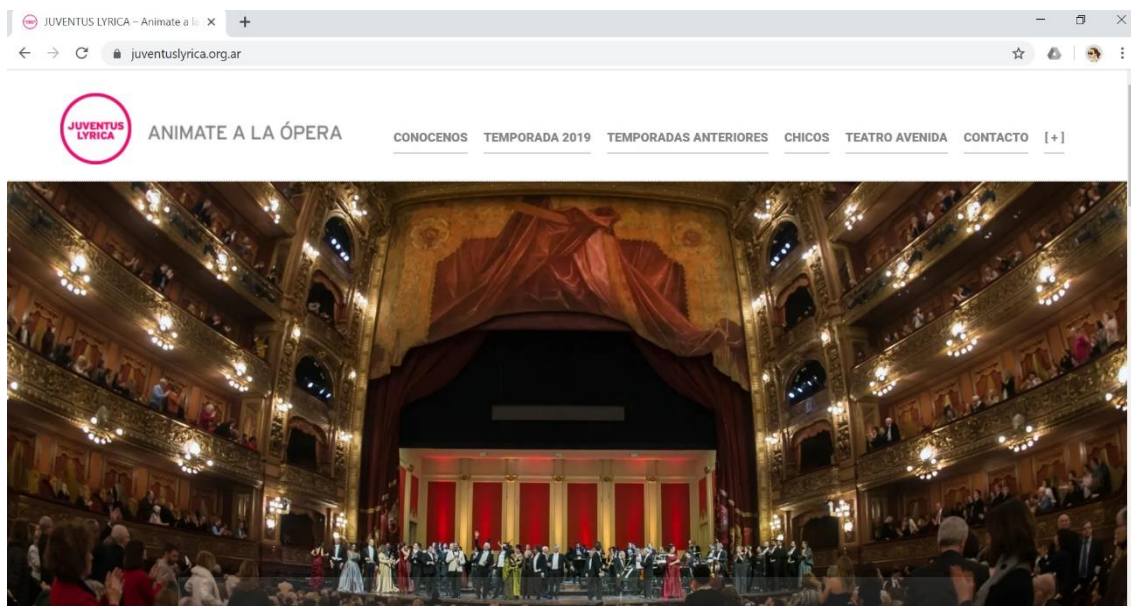 JUVENTUS LYRICA – Animate a la
juventuslyrica.org.ar
JUVENTUS
LYRICA
ANIMATE A LA ÓPERA
CONOCENOS TEMPORADA 2019 TEMPORADAS ANTERIORES CHICOS TEATRO AVENIDA CONTACTO [+]